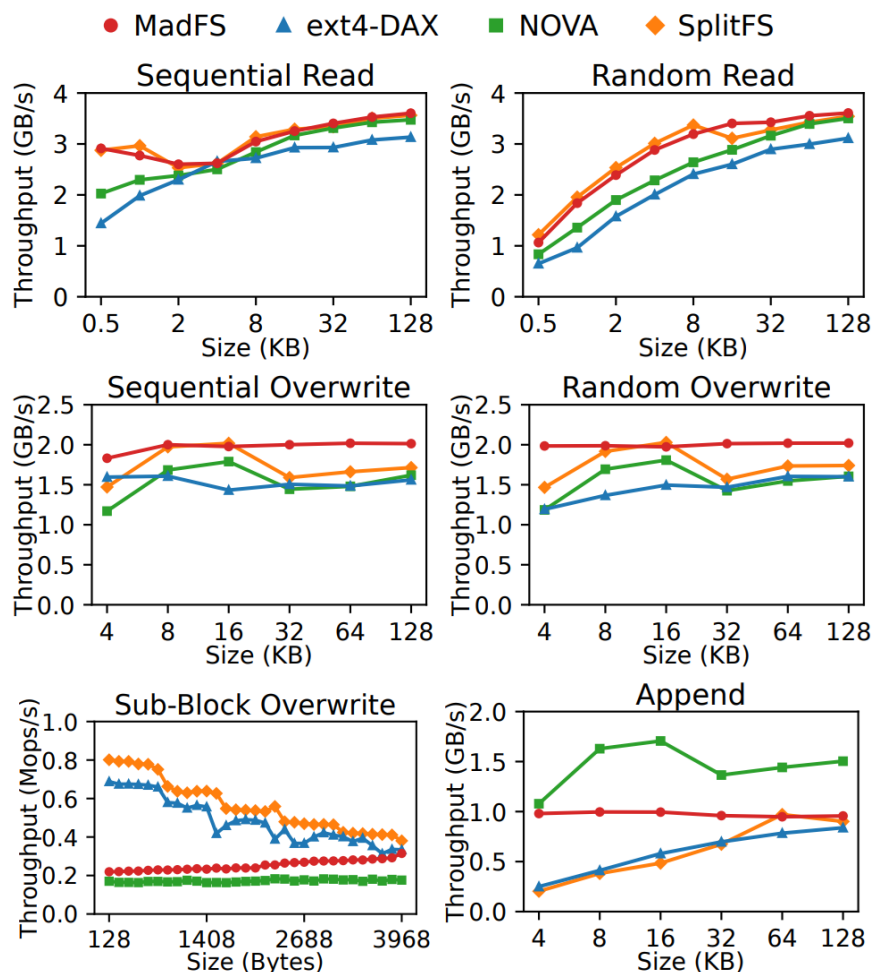 MadFS ext4-DAX NOVA SplitFS
Sequential Read
Throughput (GB/s)
4
3
2
1
0
0.5 2 8 32 128
Size (KB)
Random Read
Throughput (GB/s)
4
3
2
1
0
0.5 2 8 32 128
Size (KB)
Sequential Overwrite
Throughput (GB/s)
2.5
2.0
1.5
1.0
0.5
0.0
4 8 16 32 64 128
Size (KB)
Random Overwrite
Throughput (GB/s)
2.5
2.0
1.5
1.0
0.5
0.0
4 8 16 32 64 128
Size (KB)
Sub-Block Overwrite
Throughput (Mops/s)
1.0
0.8
0.6
0.4
0.2
0.0
128 1408 2688 3968
Size (Bytes)
Append
Throughput (GB/s)
2.0
1.5
1.0
0.5
0.0
4 8 16 32 64 128
Size (KB)